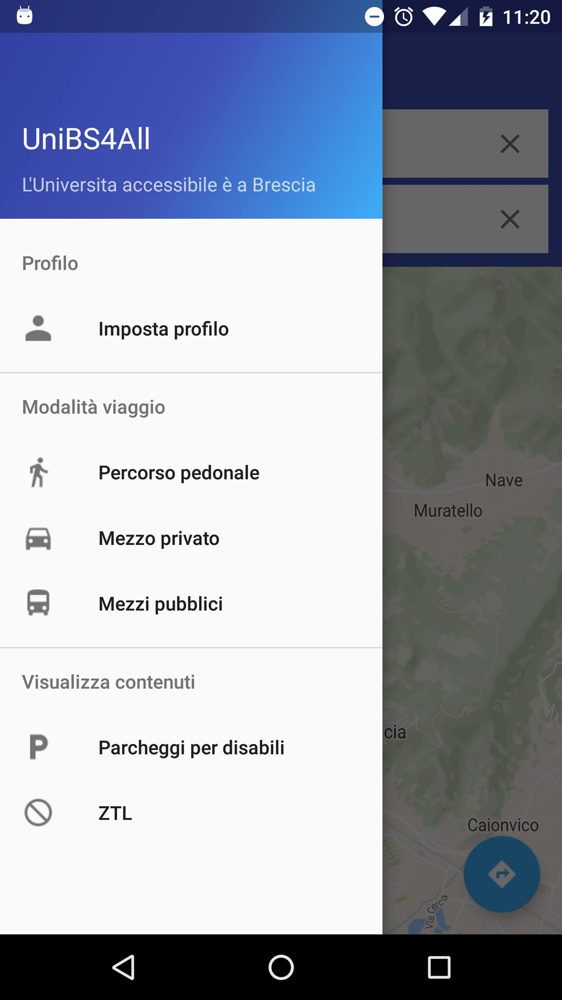 11:20
UniBS4All
L'Universita accessibile è a Brescia
Profilo
Imposta profilo
Modalità viaggio
Percorso pedonale
Mezzo privato
Mezzi pubblici
Visualizza contenuti
Parcheggi per disabili
ZTL
Nave
Muratello
cia
Caionvico
Via Cerca